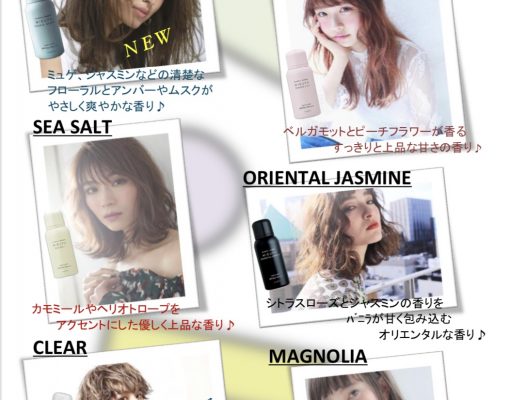 NEW
ミュゲ、ジャスミンなどの清楚な
フローラルとアンバーやムスクが
やさしく爽やかな香り♪
ベルガモットとピーチフラワーが香る
すっきりと上品な甘さの香り♪
SEA SALT
カモミールやヘリオトロープを
アクセントにした優しく上品な香り♪
ORIENTAL JASMINE
シトラスローズとジャスミンの香りを
バニラが甘く包み込む
オリエンタルな香り♪
CLEAR
MAGNOLIA